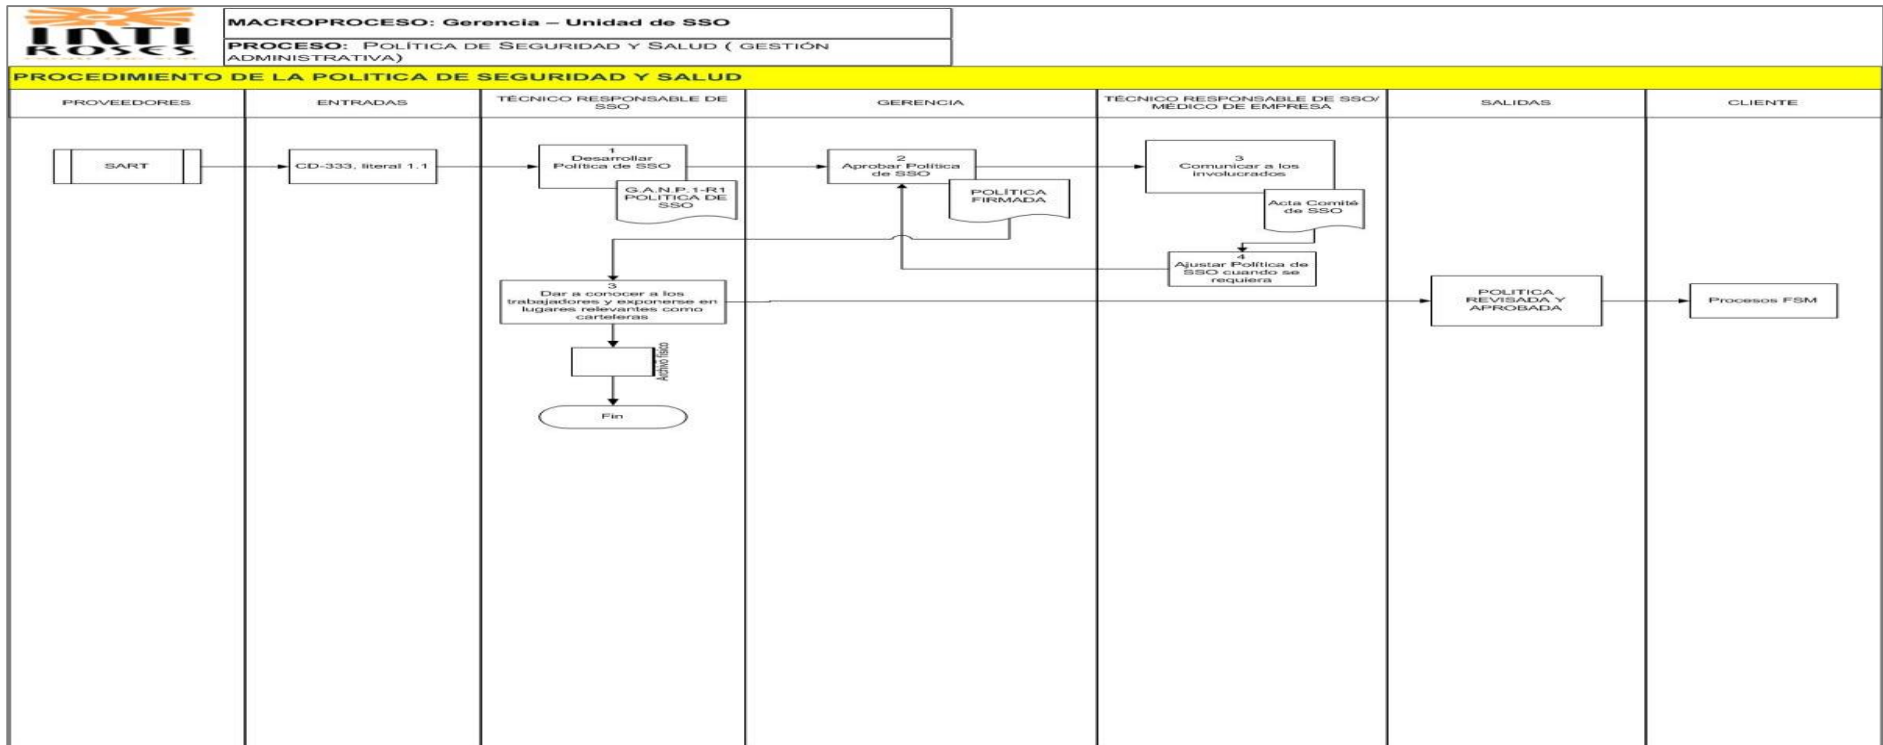 INTI
ROSES
MACROPROCESO: Gerencia – Unidad de SSO
PROCESO: POLÍTICA DE SEGURIDAD Y SALUD ( GESTIÓN
ADMINISTRATIVA)
PROCEDIMIENTO DE LA POLITICA DE SEGURIDAD Y SALUD
PROVEEDORES
ENTRADAS
TÉCNICO RESPONSABLE DE
SSO
GERENCIA
TÉCNICO RESPONSABLE DE SSO/
MÉDICO DE EMPRESA
SALIDAS
CLIENTE
SART
CD-333, literal 1.1
1
Desarrollar
Política de SSO
G.A.N.P.1-R1
POLITICA DE
SSO
2
Aprobar Política
de SSO
POLÍTICA
FIRMADA
3
Comunicar a los
involucrados
Acta Comité
de SSO
4
Ajustar Política de
SSO cuando se
requiera
3
Dar a conocer a los
trabajadores y exponerse en
lugares relevantes como
carteleras
POLITICA
REVISADA Y
APROBADA
Procesos FSM
Archivo físico
Fin